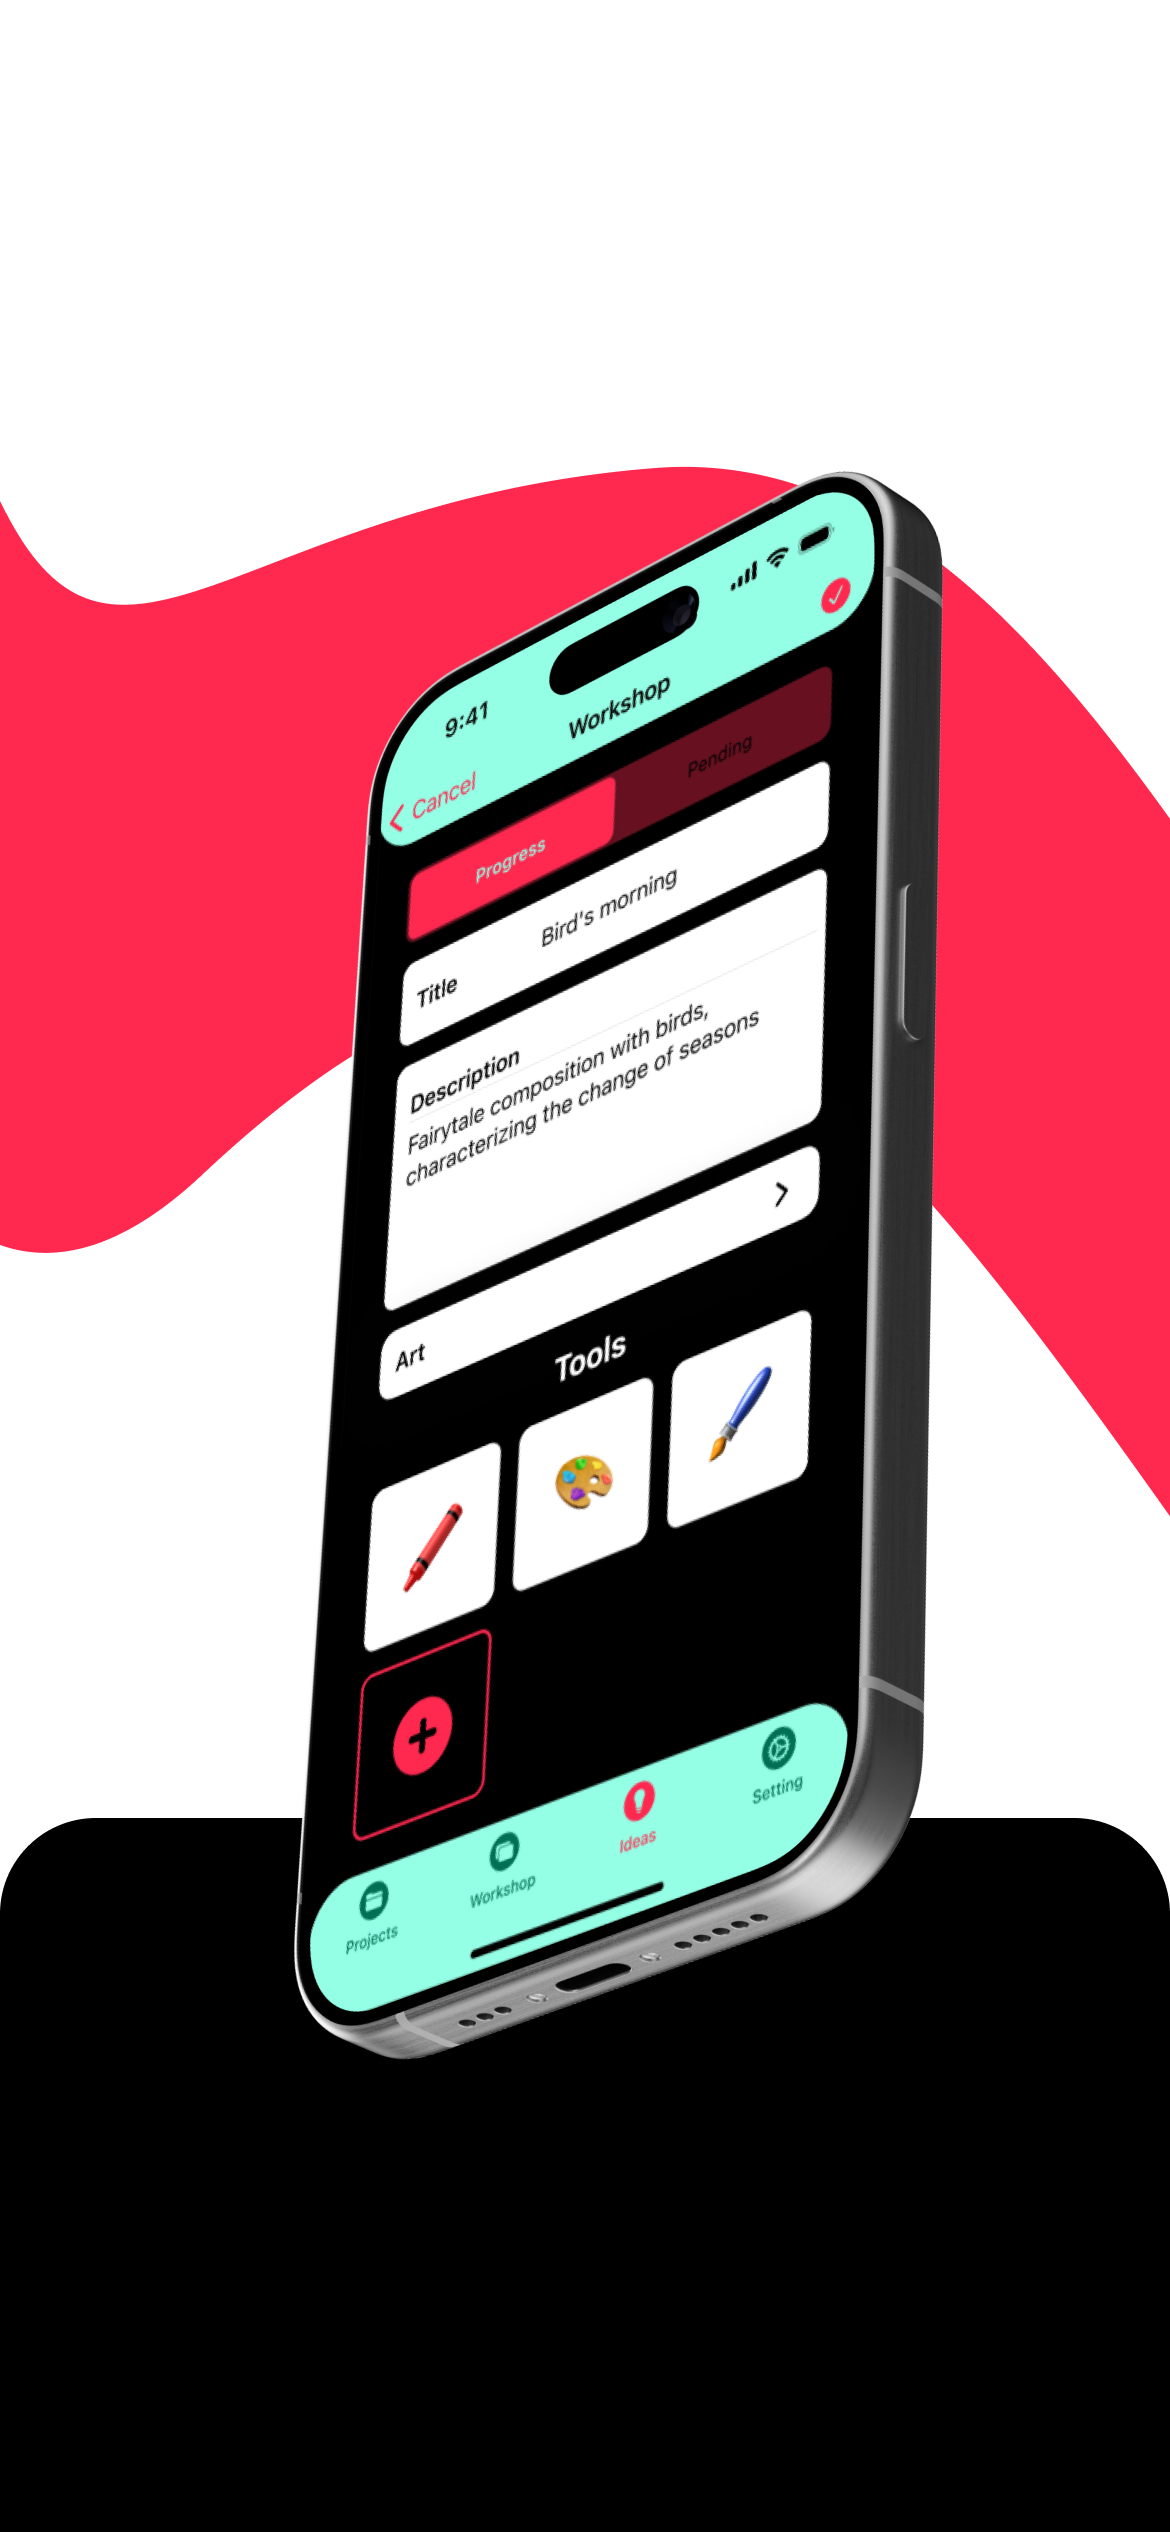 9:41
Cancel
Workshop
Progress
Pending
Title
Bird's morning
Description
Fairytale composition with birds,
characterizing the change of seasons
Art
Tools
Projects
Workshop
Ideas
Setting